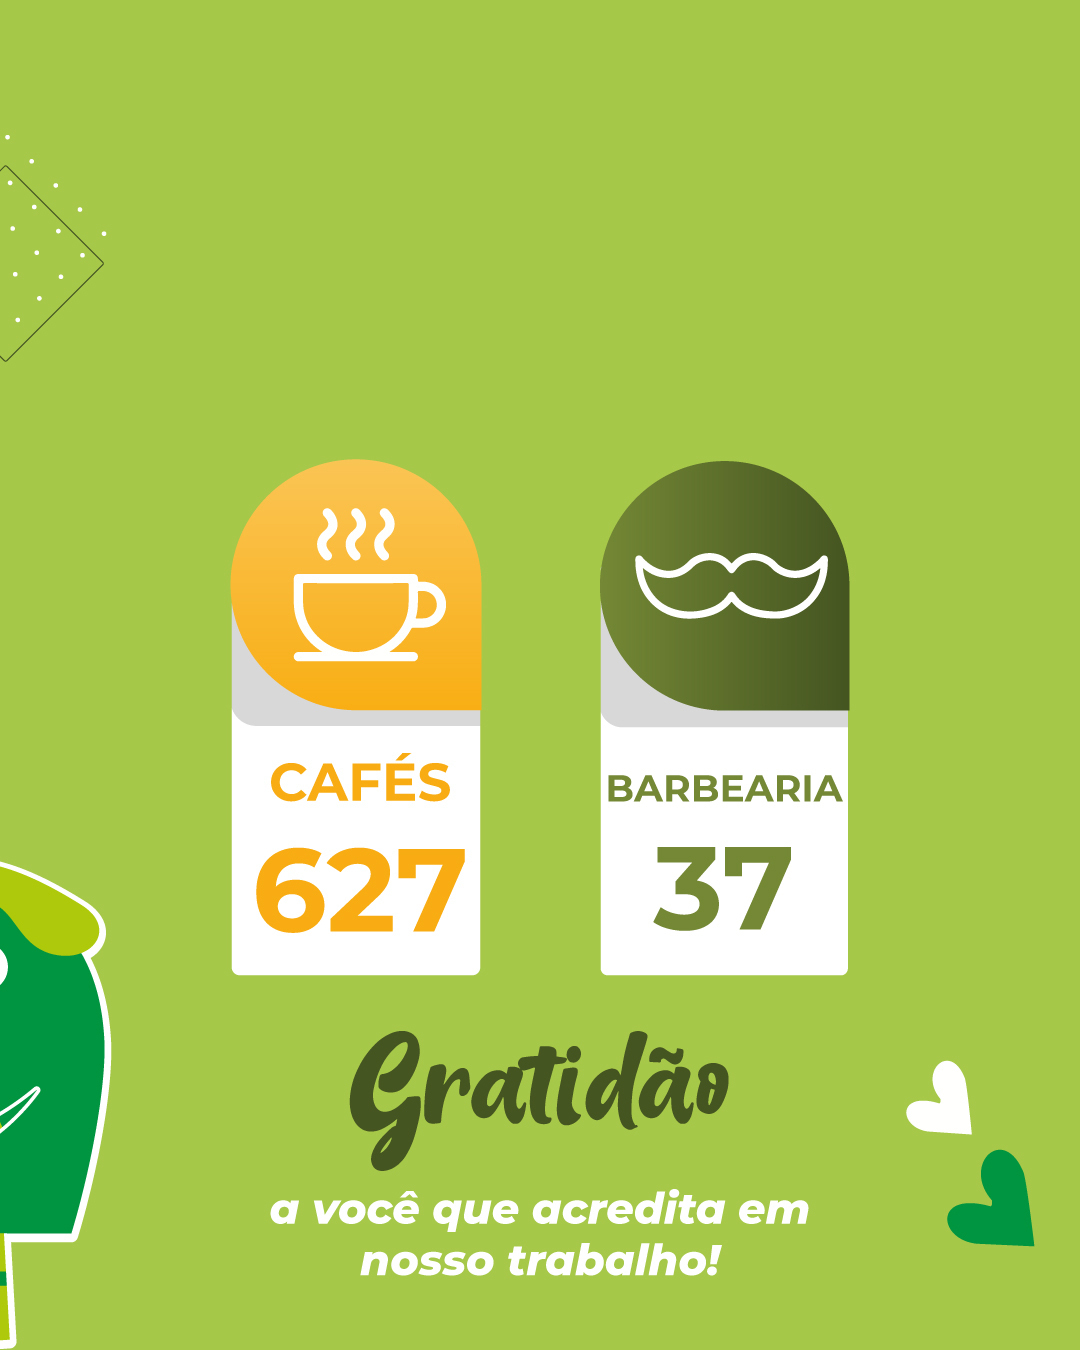 CAFÉS
627
BARBEARIA
37
Gratidão
a você que acredita em
nosso trabalho!